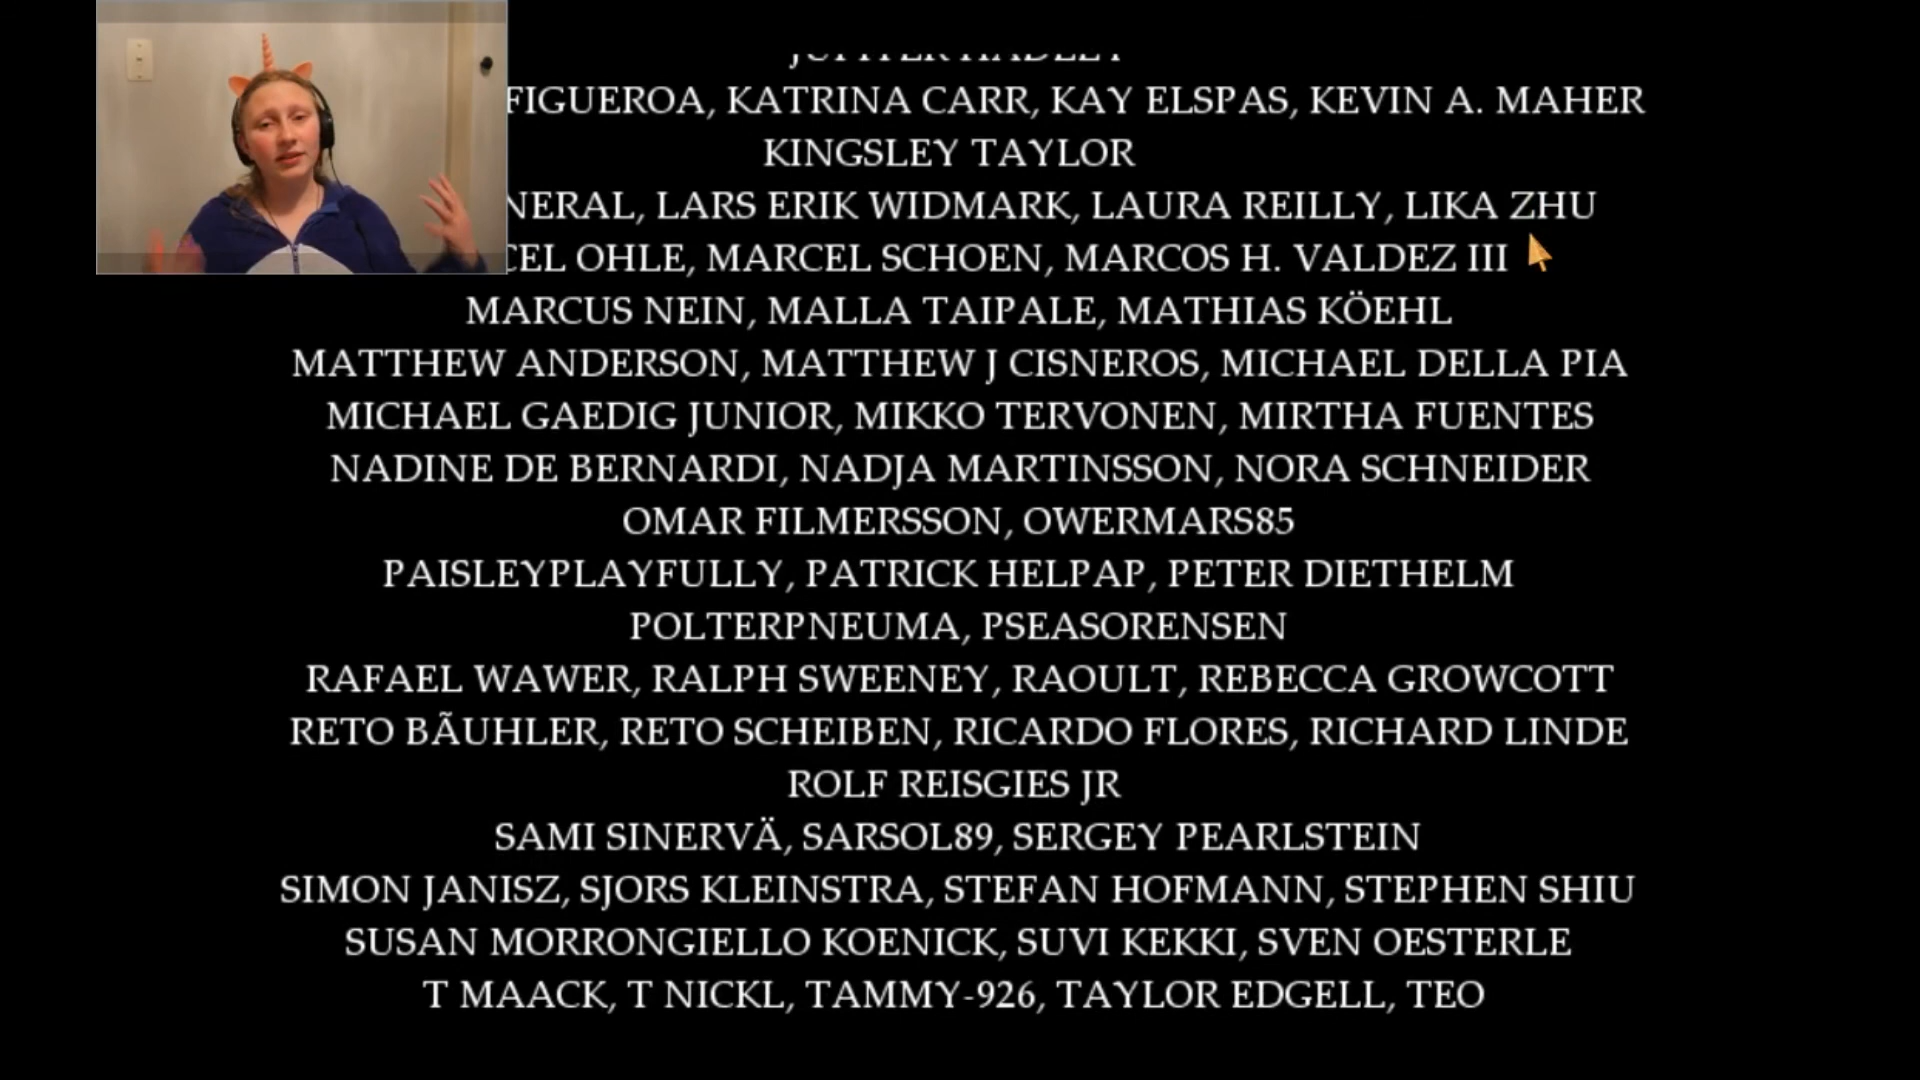 FIGUEROA, KATRINA CARR, KAY ELSPAS, KEVIN A. MAHER
KINGSLEY TAYLOR
NERAL, LARS ERIK WIDMARK, LAURA REILLY, LIKA ZHU
CEL OHLE, MARCEL SCHOEN, MARCOS H. VALDEZ III
MARCUS NEIN, MALLA TAIPALE, MATHIAS KÖEHL
MATTHEW ANDERSON, MATTHEW J CISNEROS, MICHAEL DELLA PIA
MICHAEL GAEDIG JUNIOR, MIKKO TERVONEN, MIRTHA FUENTES
NADINE DE BERNARDI, NADJA MARTINSSON, NORA SCHNEIDER
OMAR FILMERSSON, OWERMARS85
PAISLEYPLAYFULLY, PATRICK HELPAP, PETER DIETHELM
POLTERPNEUMA, PSEASORENSEN
RAFAEL WAWER, RALPH SWEENEY, RAOULT, REBECCA GROWCOTT
RETO BÃUHLER, RETO SCHEIBEN, RICARDO FLORES, RICHARD LINDE
ROLF REISGIES JR
SAMI SINERVÄ, SARSOL89, SERGEY PEARLSTEIN
SIMON JANISZ, SJORS KLEINSTRA, STEFAN HOFMANN, STEPHEN SHIU
SUSAN MORRONGIELLO KOENICK, SUVI KEKKI, SVEN OESTERLE
T MAACK, T NICKL, TAMMY-926, TAYLOR EDGELL, TEO